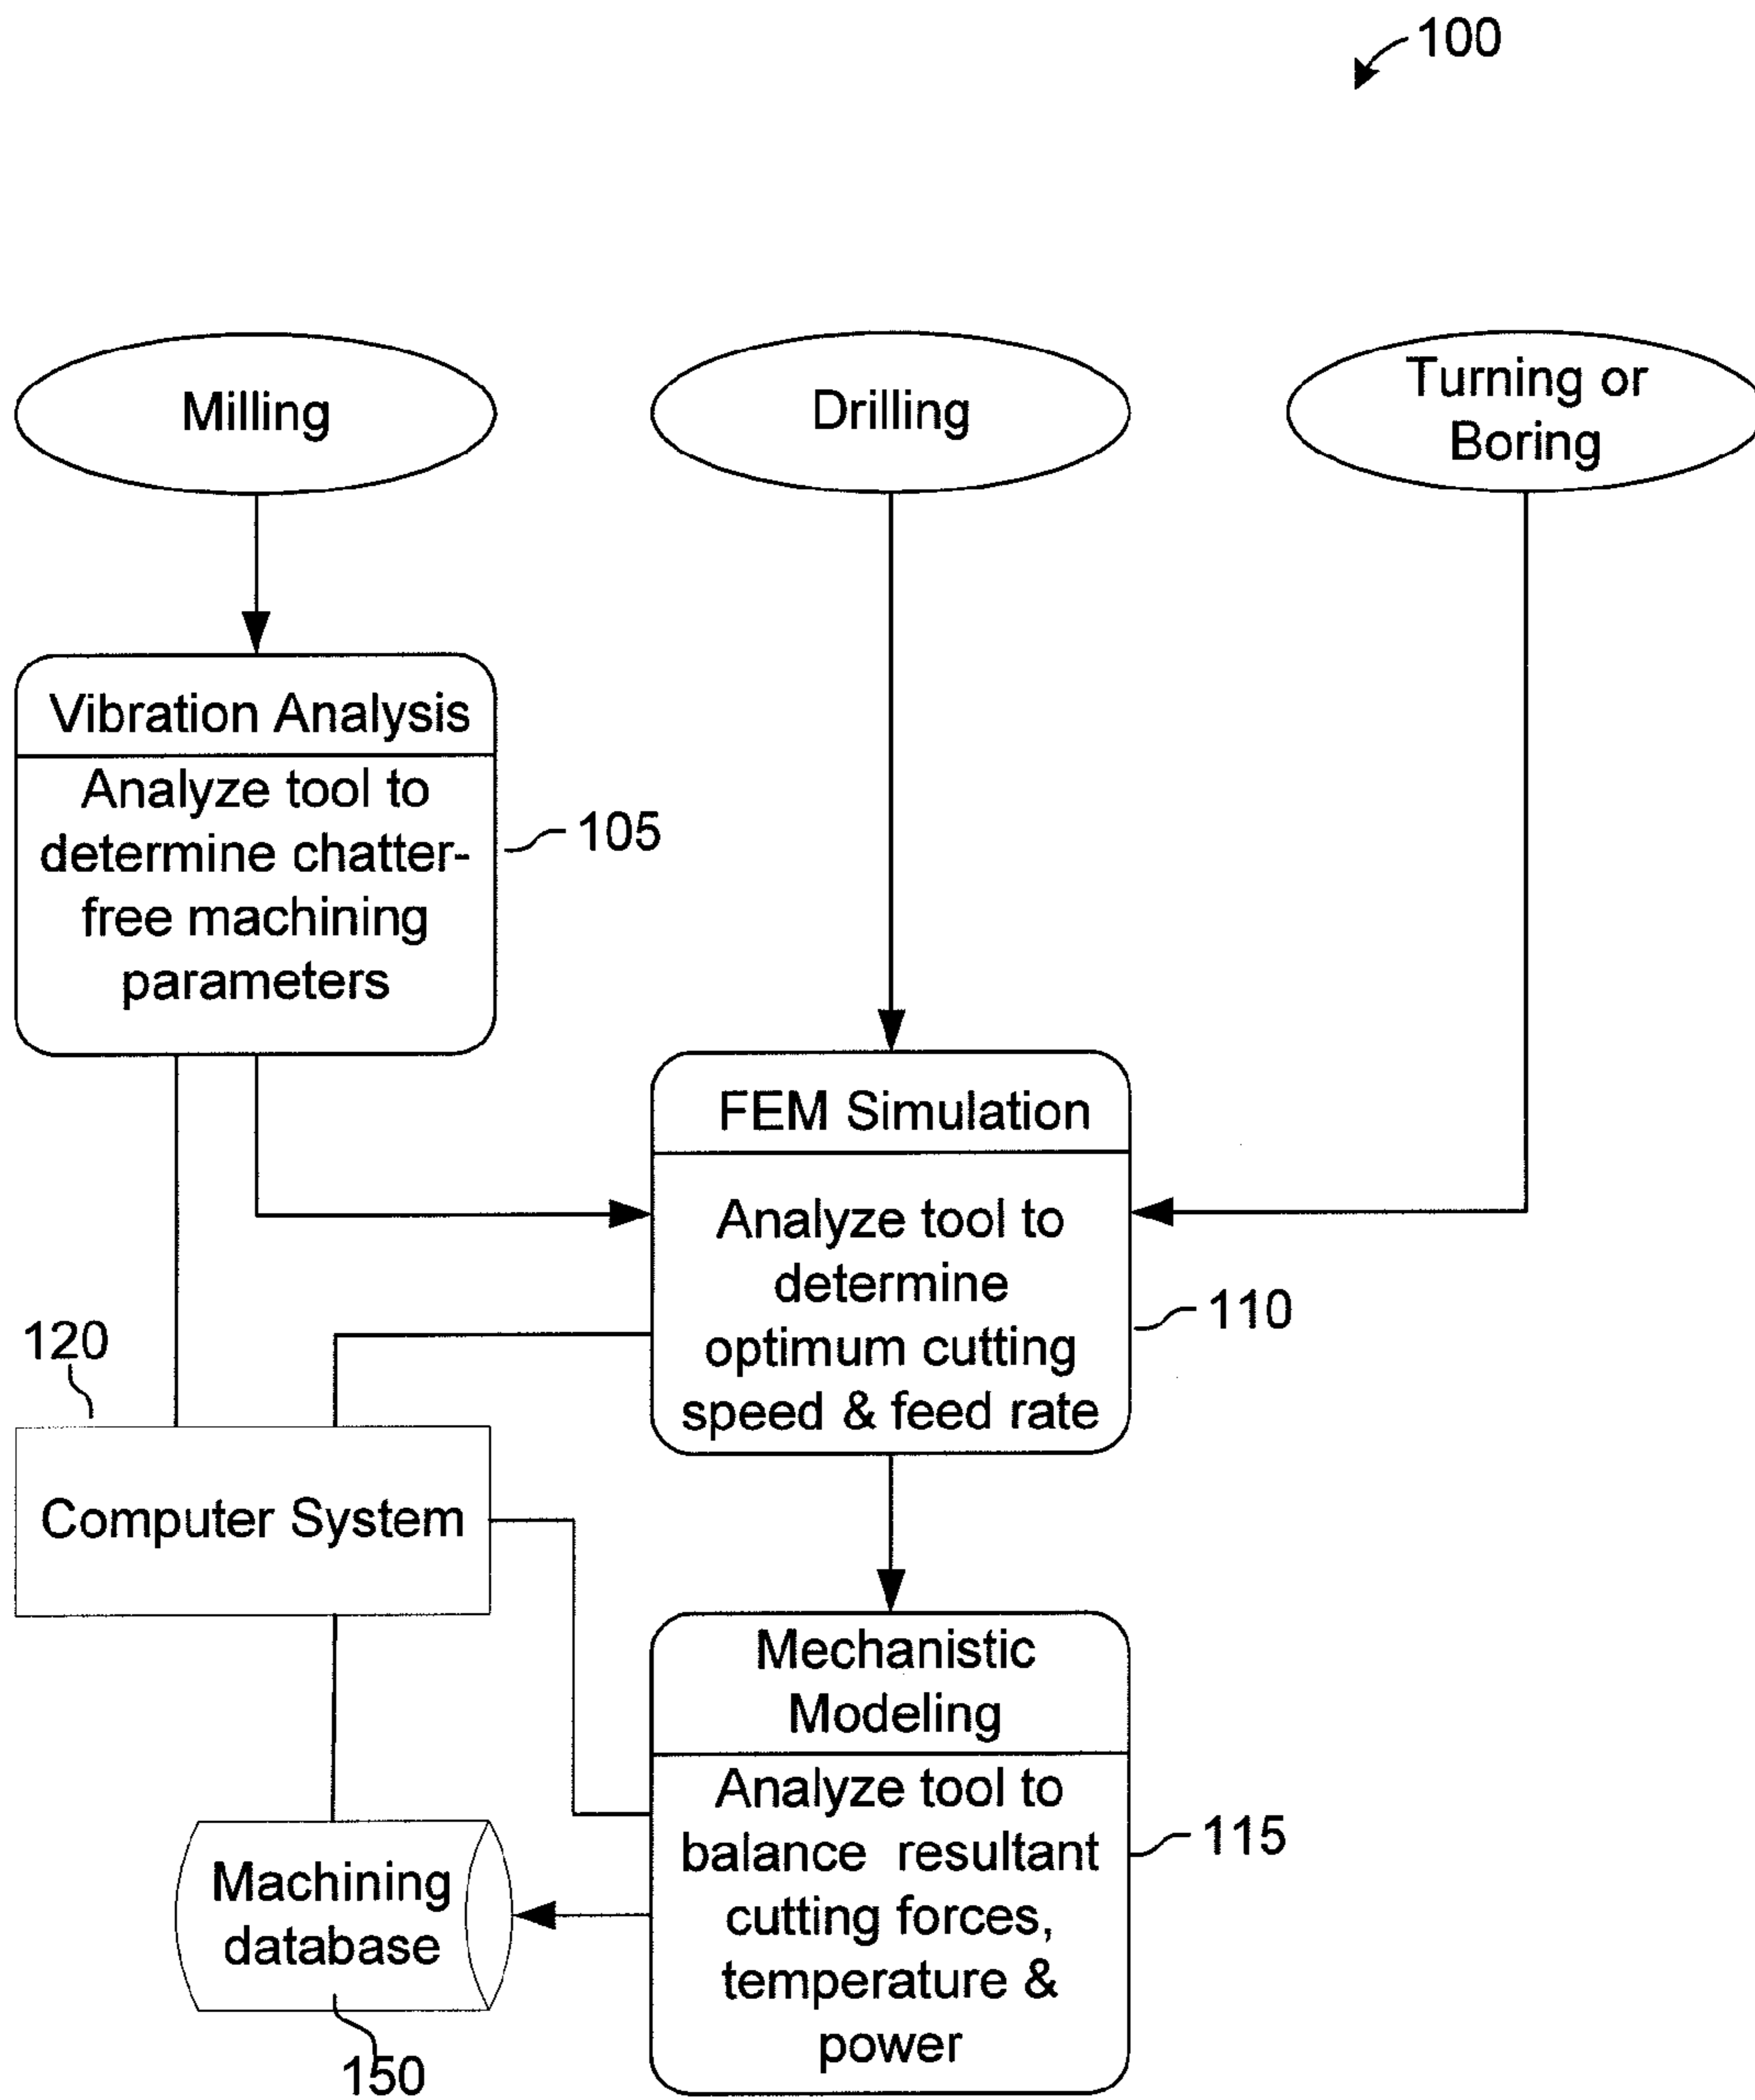 100
Milling
Drilling
Turning or
Boring
Vibration Analysis
Analyze tool to
determine chatter-
free machining
parameters
105
FEM Simulation
Analyze tool to
determine
optimum cutting
speed & feed rate
110
120
Computer System
Mechanistic
Modeling
Analyze tool to
balance resultant
cutting forces,
temperature &
power
115
Machining
database
150